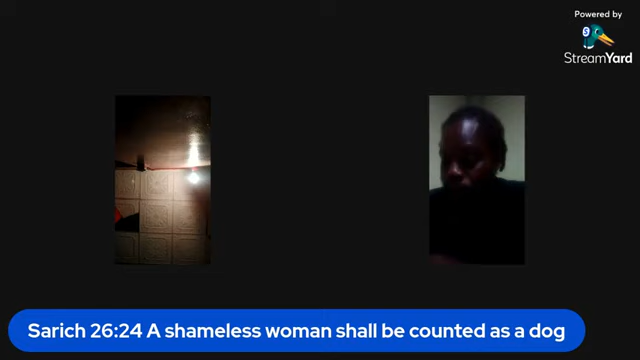 Powered by
StreamYard
Sarich 26:24 A shameless woman shall be counted as a dog